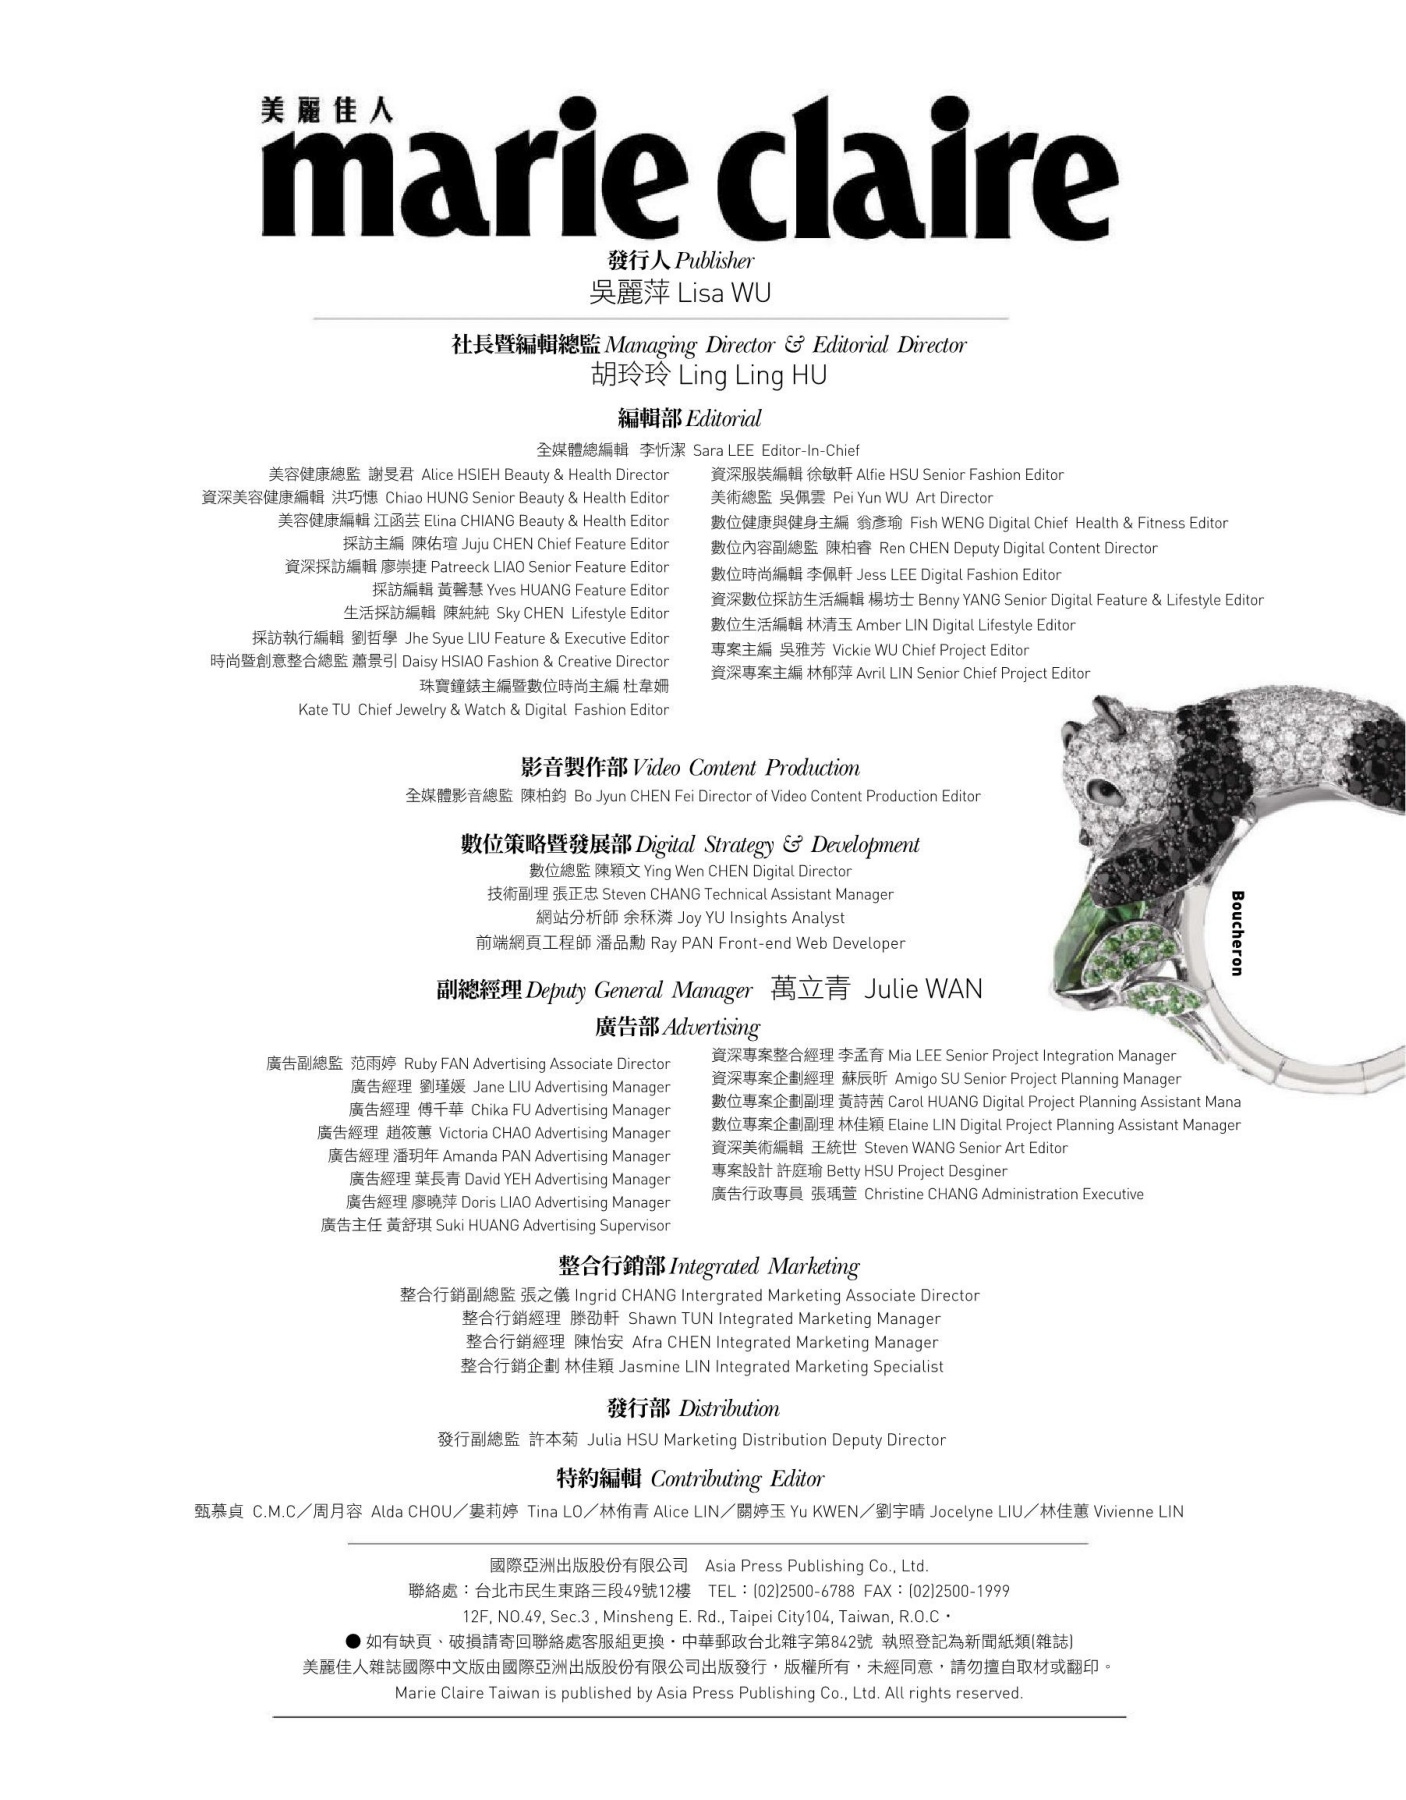 美麗佳人
marie claire
發行人 Publisher
吳麗萍 Lisa WU
社長暨編輯總監 Managing Director & Editorial Director
胡玲玲 Ling Ling HU
編輯部 Editorial
全媒體總編輯 李忻潔 Sara LEE Editor-In-Chief
美容健康總監 謝旻君 Alice HSIEH Beauty & Health Director
資深美容健康編輯 洪巧憓 Chiao HUNG Senior Beauty & Health Editor
美容健康編輯 江函芸 Elina CHIANG Beauty & Health Editor
採訪主編 陳佑瑄 Juju CHEN Chief Feature Editor
資深採訪編輯 廖崇捷 Patreeck LIAO Senior Feature Editor
採訪編輯 黃馨慧 Yves HUANG Feature Editor
生活採訪編輯 陳純純 Sky CHEN Lifestyle Editor
採訪執行編輯 劉哲學 Jhe Syue LIU Feature & Executive Editor
時尚暨創意整合總監 蕭景引 Daisy HSIAO Fashion & Creative Director
珠寶鐘錶主編暨數位時尚主編 杜韋姍
Kate TU Chief Jewelry & Watch & Digital Fashion Editor
資深服裝編輯 徐敏軒 Alfie HSU Senior Fashion Editor
美術總監 吳佩雲 Pei Yun WU Art Director
數位健康與健身主編 翁彥瑜 Fish WENG Digital Chief Health & Fitness Editor
數位內容副總監 陳柏睿 Ren CHEN Deputy Digital Content Director
數位時尚編輯 李佩軒 Jess LEE Digital Fashion Editor
資深數位採訪生活編輯 楊坊士 Benny YANG Senior Digital Feature & Lifestyle Editor
數位生活編輯 林清玉 Amber LIN Digital Lifestyle Editor
專案主編 吳雅芳 Vickie WU Chief Project Editor
資深專案主編 林郁萍 Avril LIN Senior Chief Project Editor
影音製作部 Video Content Production
全媒體影音總監 陳柏鈞 Bo Jyun CHEN Fei Director of Video Content Production Editor
數位策略暨發展部 Digital Strategy & Development
數位總監 陳穎文 Ying Wen CHEN Digital Director
技術副理 張正忠 Steven CHANG Technical Assistant Manager
網站分析師 余秝潾 Joy YU Insights Analyst
前端網頁工程師 潘品勳 Ray PAN Front-end Web Developer
Boucheron
副總經理 Deputy General Manager 萬立青 Julie WAN
廣告部 Advertising
廣告副總監 范雨婷 Ruby FAN Advertising Associate Director
廣告經理 劉瑾媛 Jane LIU Advertising Manager
廣告經理 傅千華 Chika FU Advertising Manager
廣告經理 趙筱蕙 Victoria CHAO Advertising Manager
廣告經理 潘玥年 Amanda PAN Advertising Manager
廣告經理 葉長青 David YEH Advertising Manager
廣告經理 廖曉萍 Doris LIAO Advertising Manager
廣告主任 黃舒琪 Suki HUANG Advertising Supervisor
資深專案整合經理 李孟育 Mia LEE Senior Project Integration Manager
資深專案企劃經理 蘇辰昕 Amigo SU Senior Project Planning Manager
數位專案企劃副理 黃詩茜 Carol HUANG Digital Project Planning Assistant Mana
數位專案企劃副理 林佳穎 Elaine LIN Digital Project Planning Assistant Manager
資深美術編輯 王統世 Steven WANG Senior Art Editor
專案設計 許庭瑜 Betty HSU Project Desginer
廣告行政專員 張瑀萱 Christine CHANG Administration Executive
整合行銷部 Integrated Marketing
整合行銷副總監 張之儀 Ingrid CHANG Intergrated Marketing Associate Director
整合行銷經理 滕劭軒 Shawn TUN Integrated Marketing Manager
整合行銷經理 陳怡安 Afra CHEN Integrated Marketing Manager
整合行銷企劃 林佳穎 Jasmine LIN Integrated Marketing Specialist
發行部 Distribution
發行副總監 許本菊 Julia HSU Marketing Distribution Deputy Director
特約編輯 Contributing Editor
甄慕貞 C.M.C／周月容 Alda CHOU／婁莉婷 Tina LO／林侑青 Alice LIN／關婷玉 Yu KWEN／劉宇晴 Jocelyne LIU／林佳蕙 Vivienne LIN
國際亞洲出版股份有限公司 Asia Press Publishing Co., Ltd.
聯絡處：台北市民生東路三段49號12樓 TEL：(02)2500-6788 FAX：(02)2500-1999
12F, NO.49, Sec.3 , Minsheng E. Rd., Taipei City104, Taiwan, R.O.C・
● 如有缺頁、破損請寄回聯絡處客服組更換・中華郵政台北雜字第842號 執照登記為新聞紙類(雜誌)
美麗佳人雜誌國際中文版由國際亞洲出版股份有限公司出版發行，版權所有，未經同意，請勿擅自取材或翻印。
Marie Claire Taiwan is published by Asia Press Publishing Co., Ltd. All rights reserved.